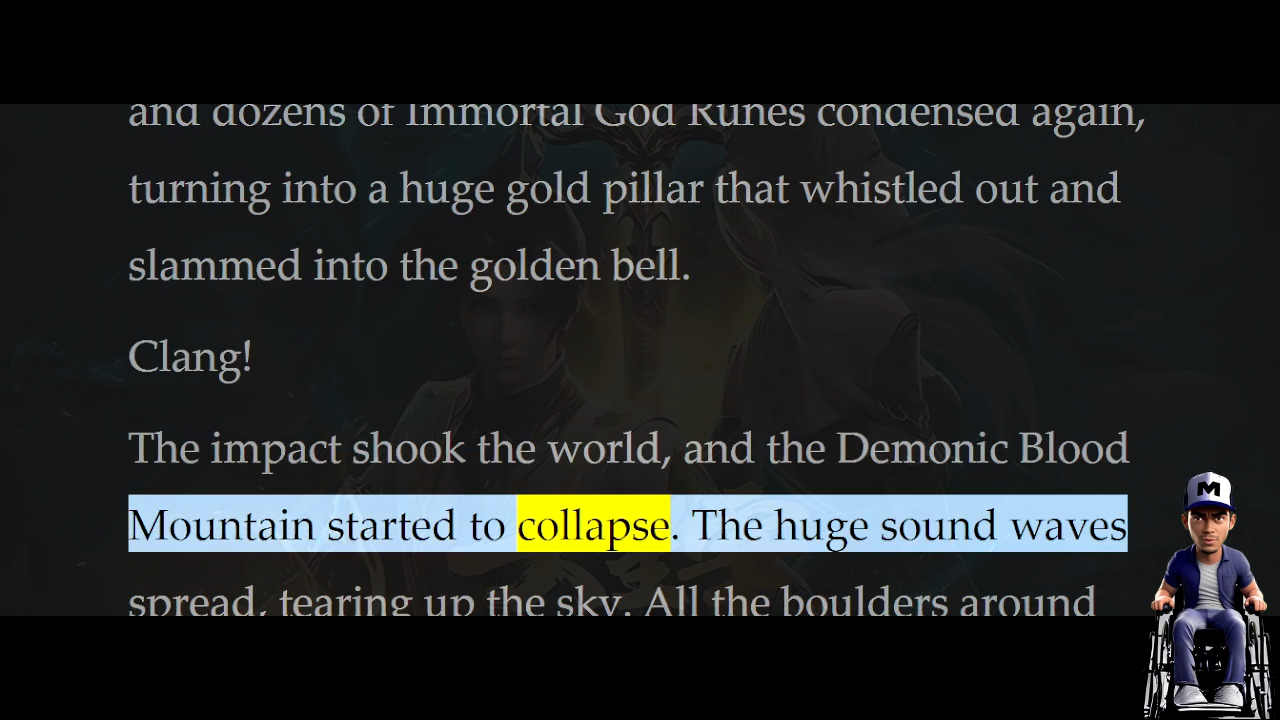 and dozens of Immortal God Runes condensed again,
turning into a huge gold pillar that whistled out and
slammed into the golden bell.
Clang!
The impact shook the world, and the Demonic Blood
Mountain started to collapse. The huge sound waves
spread, tearing up the sky. All the boulders around
M